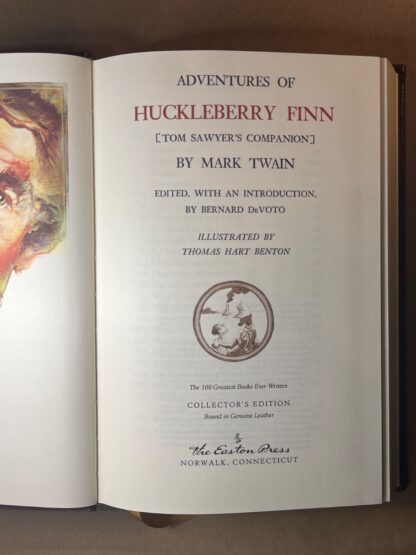 ADVENTURES OF
HUCKLEBERRY FINN
[TOM SAWYER'S COMPANION]
BY MARK TWAIN
EDITED, WITH AN INTRODUCTION,
BY BERNARD DeVOTO
ILLUSTRATED BY
THOMAS HART BENTON
The 100 Greatest Books Ever Written
COLLECTOR'S EDITION
Bound in Genuine Leather
The Easton Press
NORWALK, CONNECTICUT